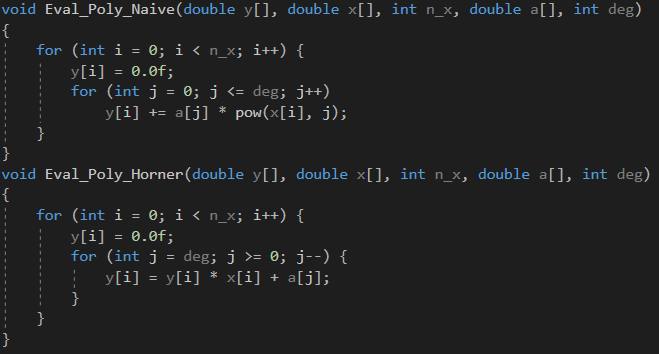 void Eval_Poly_Naive(double y[], double x[], int n_x, double a[], int deg)
{
    for (int i = 0; i < n_x; i++) {
        y[i] = 0.0f;
        for (int j = 0; j <= deg; j++)
            y[i] += a[j] * pow(x[i], j);
    }
}
void Eval_Poly_Horner(double y[], double x[], int n_x, double a[], int deg)
{
    for (int i = 0; i < n_x; i++) {
        y[i] = 0.0f;
        for (int j = deg; j >= 0; j--) {
            y[i] = y[i] * x[i] + a[j];
        }
    }
}